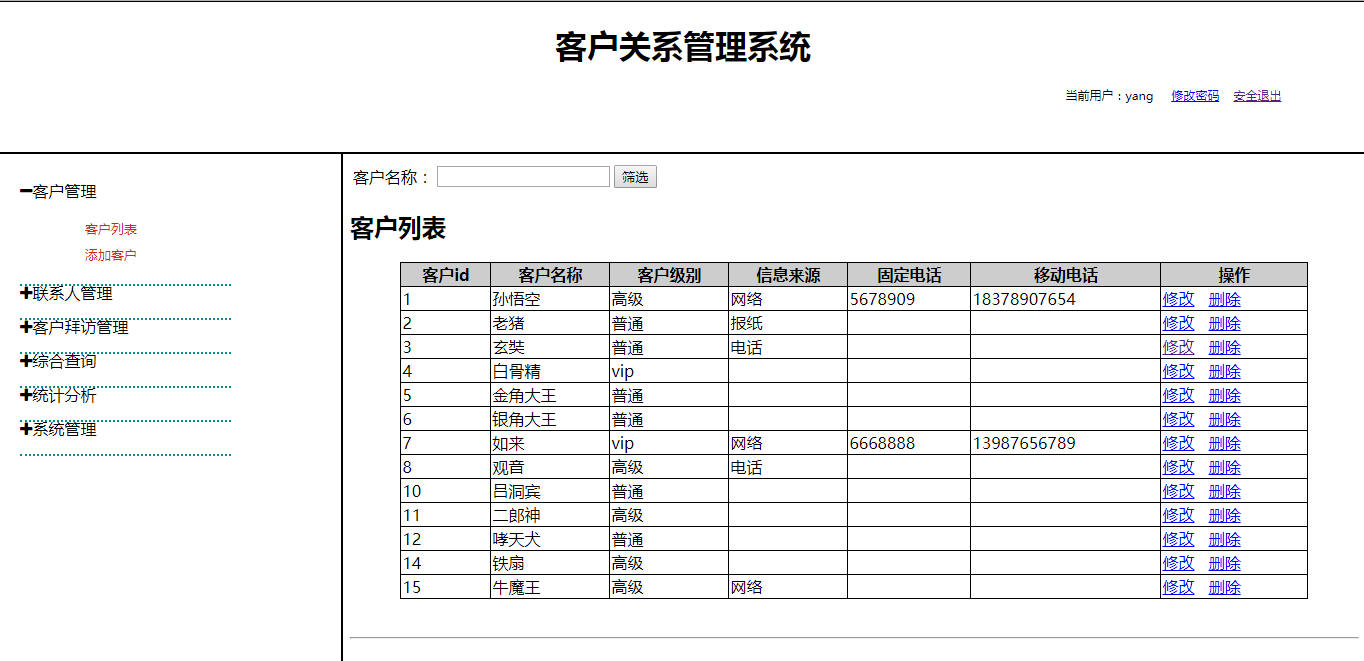 客户关系管理系统
当前用户：yang 修改密码 安全退出
━客户管理
客户列表
添加客户
✚联系人管理
✚客户拜访管理
✚综合查询
✚统计分析
✚系统管理
客户名称： 筛选
客户列表
客户id 客户名称 客户级别 信息来源 固定电话 移动电话 操作
1 孙悟空 高级 网络 5678909 18378907654 修改 删除
2 老猪 普通 报纸 修改 删除
3 玄奘 普通 电话 修改 删除
4 白骨精 vip 修改 删除
5 金角大王 普通 修改 删除
6 银角大王 普通 修改 删除
7 如来 vip 网络 6668888 13987656789 修改 删除
8 观音 高级 电话 修改 删除
10 吕洞宾 普通 修改 删除
11 二郎神 高级 修改 删除
12 哮天犬 普通 修改 删除
14 铁扇 高级 修改 删除
15 牛魔王 高级 网络 修改 删除